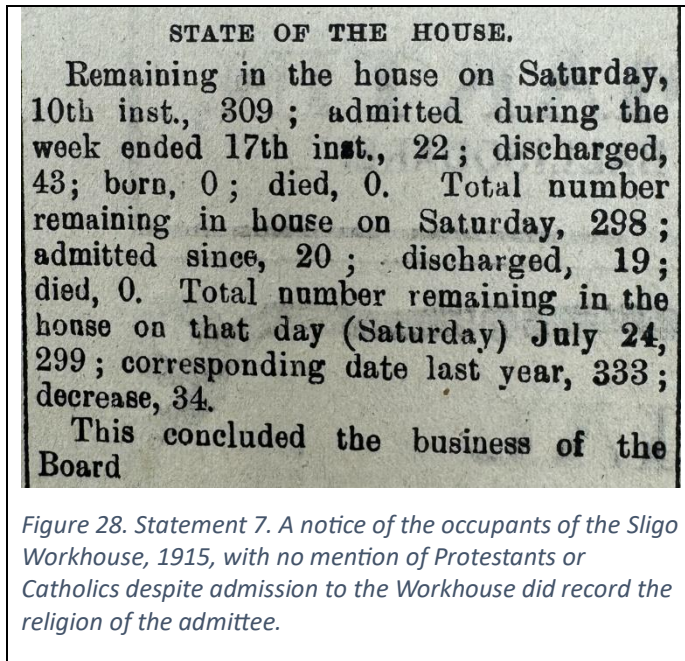 STATE OF THE HOUSE.
Remaining in the house on Saturday,
10th inst., 309 ; admitted during the
week ended 17th inst., 22 ; discharged,
43; born, 0 ; died, 0. Total number
remaining in house on Saturday, 298 ;
admitted since, 20 ; discharged, 19 ;
died, 0. Total number remaining in the
house on that day (Saturday) July 24,
299 ; corresponding date last year, 333 ;
decrease, 34.
This concluded the business of the
Board
Figure 28. Statement 7. A notice of the occupants of the Sligo
Workhouse, 1915, with no mention of Protestants or
Catholics despite admission to the Workhouse did record the
religion of the admittee.